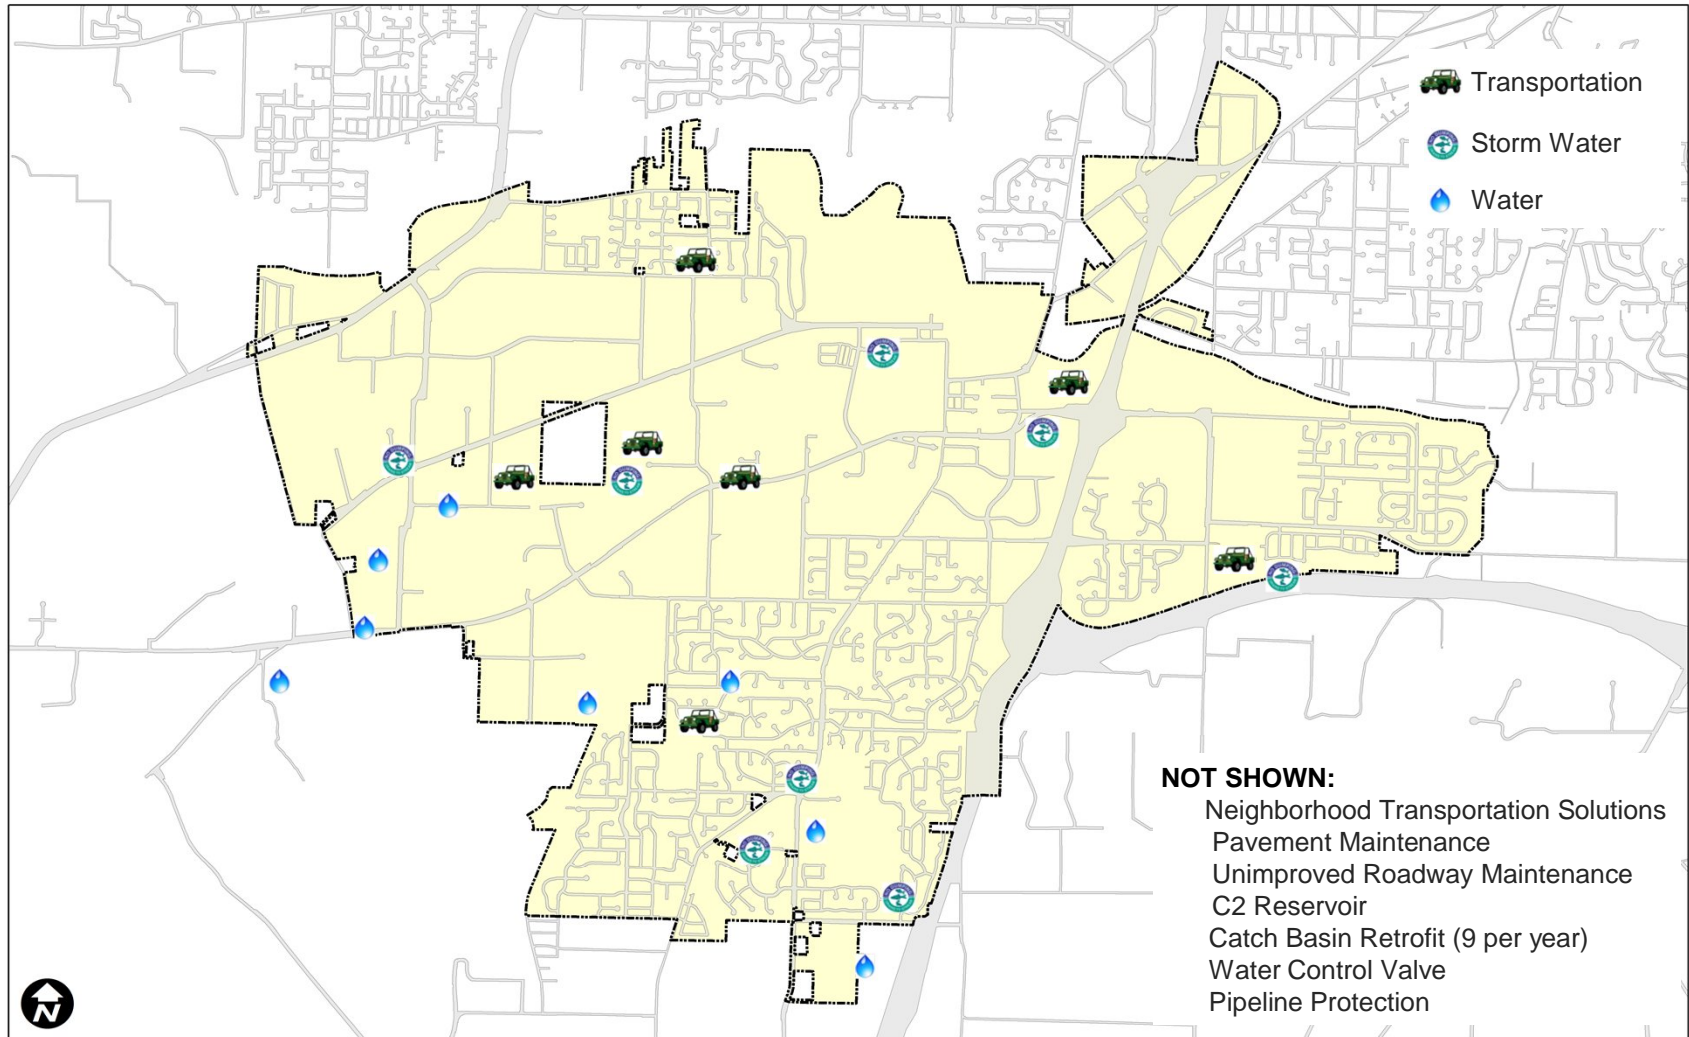 Transportation
Storm Water
Water
NOT SHOWN:
Neighborhood Transportation Solutions
Pavement Maintenance
Unimproved Roadway Maintenance
C2 Reservoir
Catch Basin Retrofit (9 per year)
Water Control Valve
Pipeline Protection
N